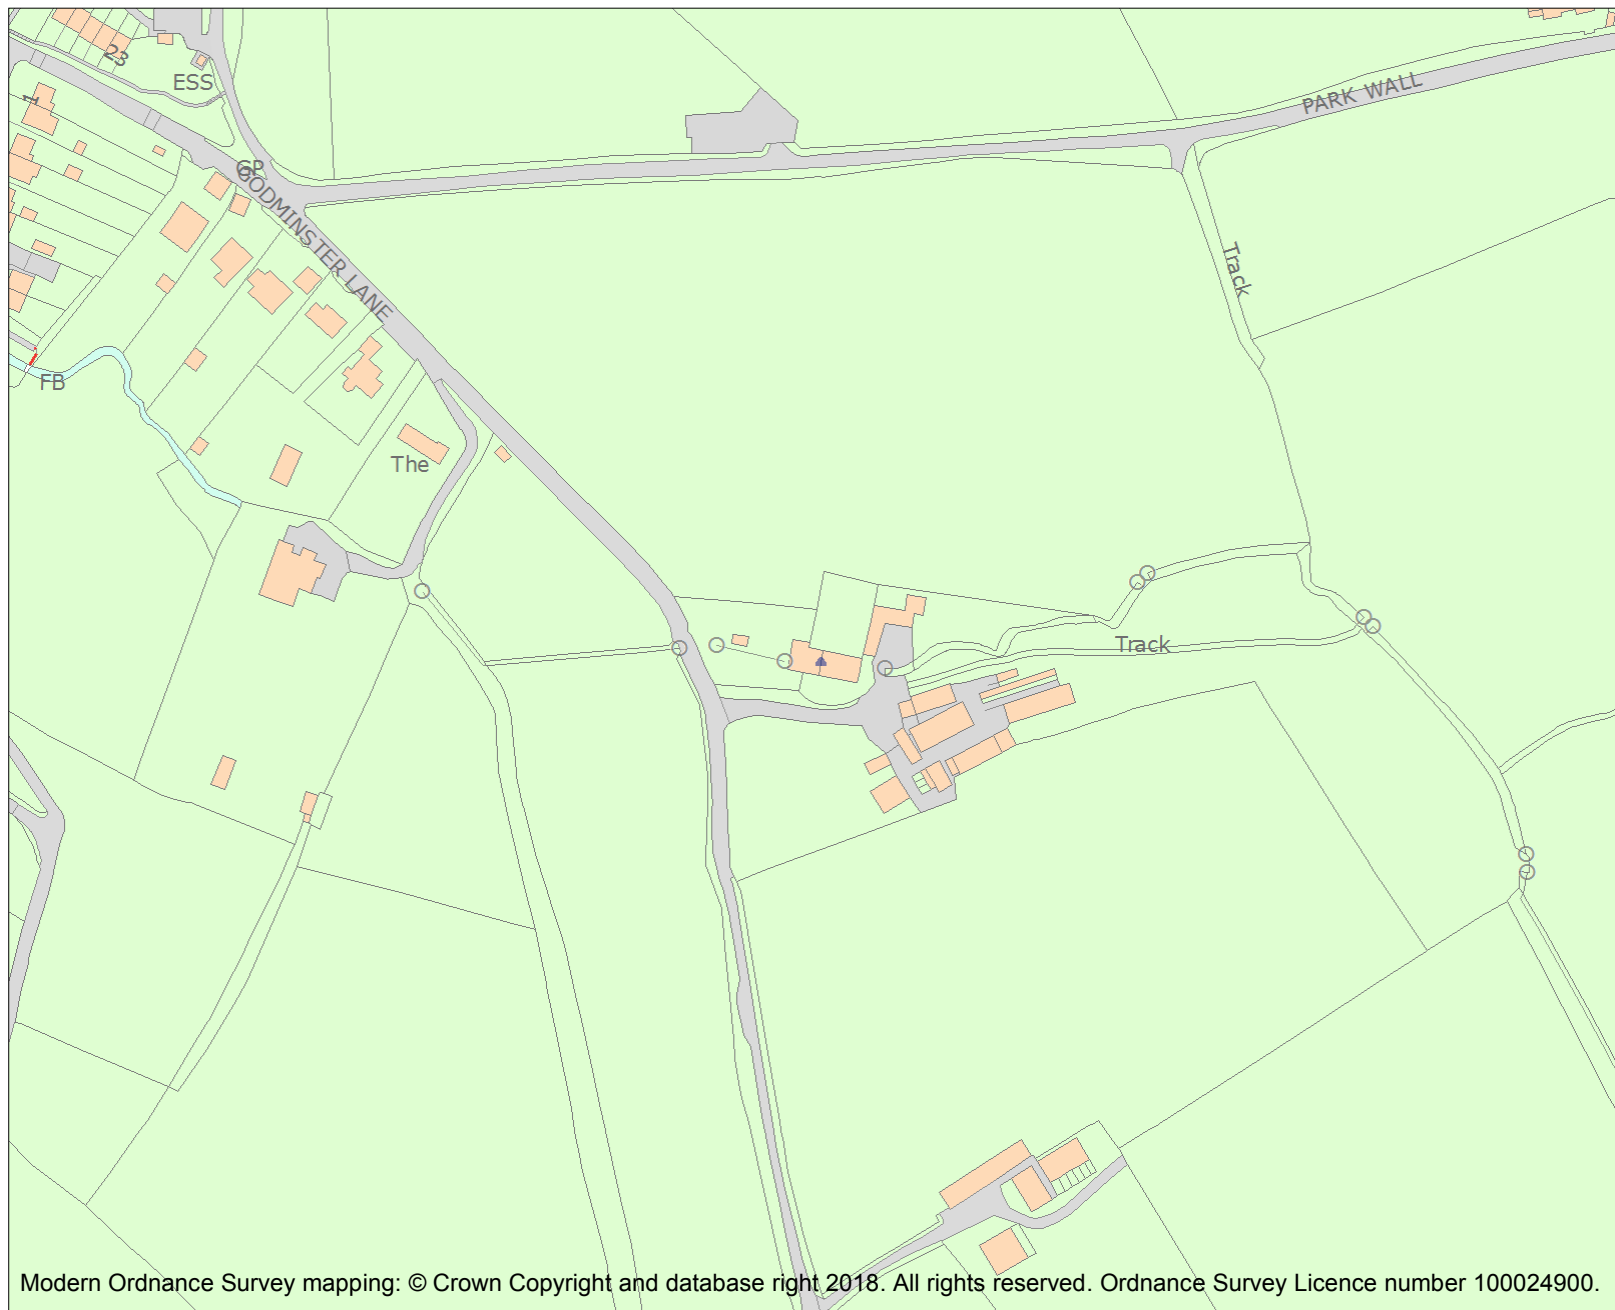 23
ESS
1
PARK WALL
GP
GODMINSTER LANE
Track
FB
The
Track
Modern Ordnance Survey mapping: © Crown Copyright and database right 2018. All rights reserved. Ordnance Survey Licence number 100024900.